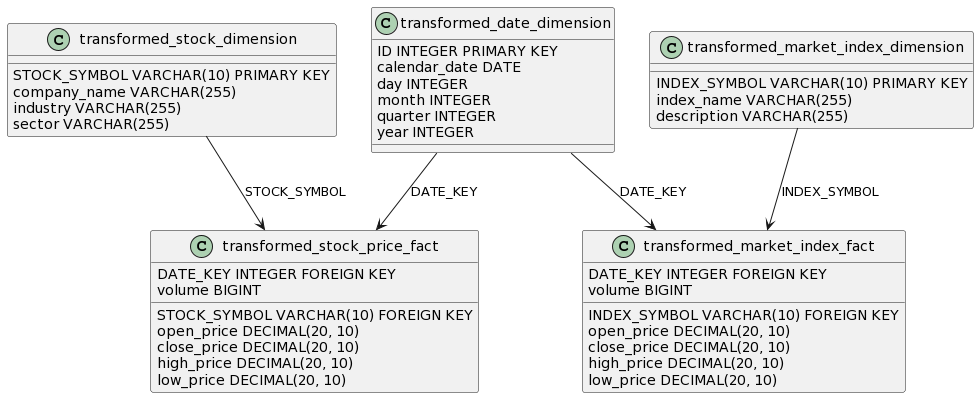 C transformed_stock_dimension
STOCK_SYMBOL VARCHAR(10) PRIMARY KEY
company_name VARCHAR(255)
industry VARCHAR(255)
sector VARCHAR(255)
C transformed_date_dimension
ID INTEGER PRIMARY KEY
calendar_date DATE
day INTEGER
month INTEGER
quarter INTEGER
year INTEGER
C transformed_market_index_dimension
INDEX_SYMBOL VARCHAR(10) PRIMARY KEY
index_name VARCHAR(255)
description VARCHAR(255)
STOCK_SYMBOL
DATE_KEY
DATE_KEY
INDEX_SYMBOL
C transformed_stock_price_fact
DATE_KEY INTEGER FOREIGN KEY
volume BIGINT
STOCK_SYMBOL VARCHAR(10) FOREIGN KEY
open_price DECIMAL(20, 10)
close_price DECIMAL(20, 10)
high_price DECIMAL(20, 10)
low_price DECIMAL(20, 10)
C transformed_market_index_fact
DATE_KEY INTEGER FOREIGN KEY
volume BIGINT
INDEX_SYMBOL VARCHAR(10) FOREIGN KEY
open_price DECIMAL(20, 10)
close_price DECIMAL(20, 10)
high_price DECIMAL(20, 10)
low_price DECIMAL(20, 10)